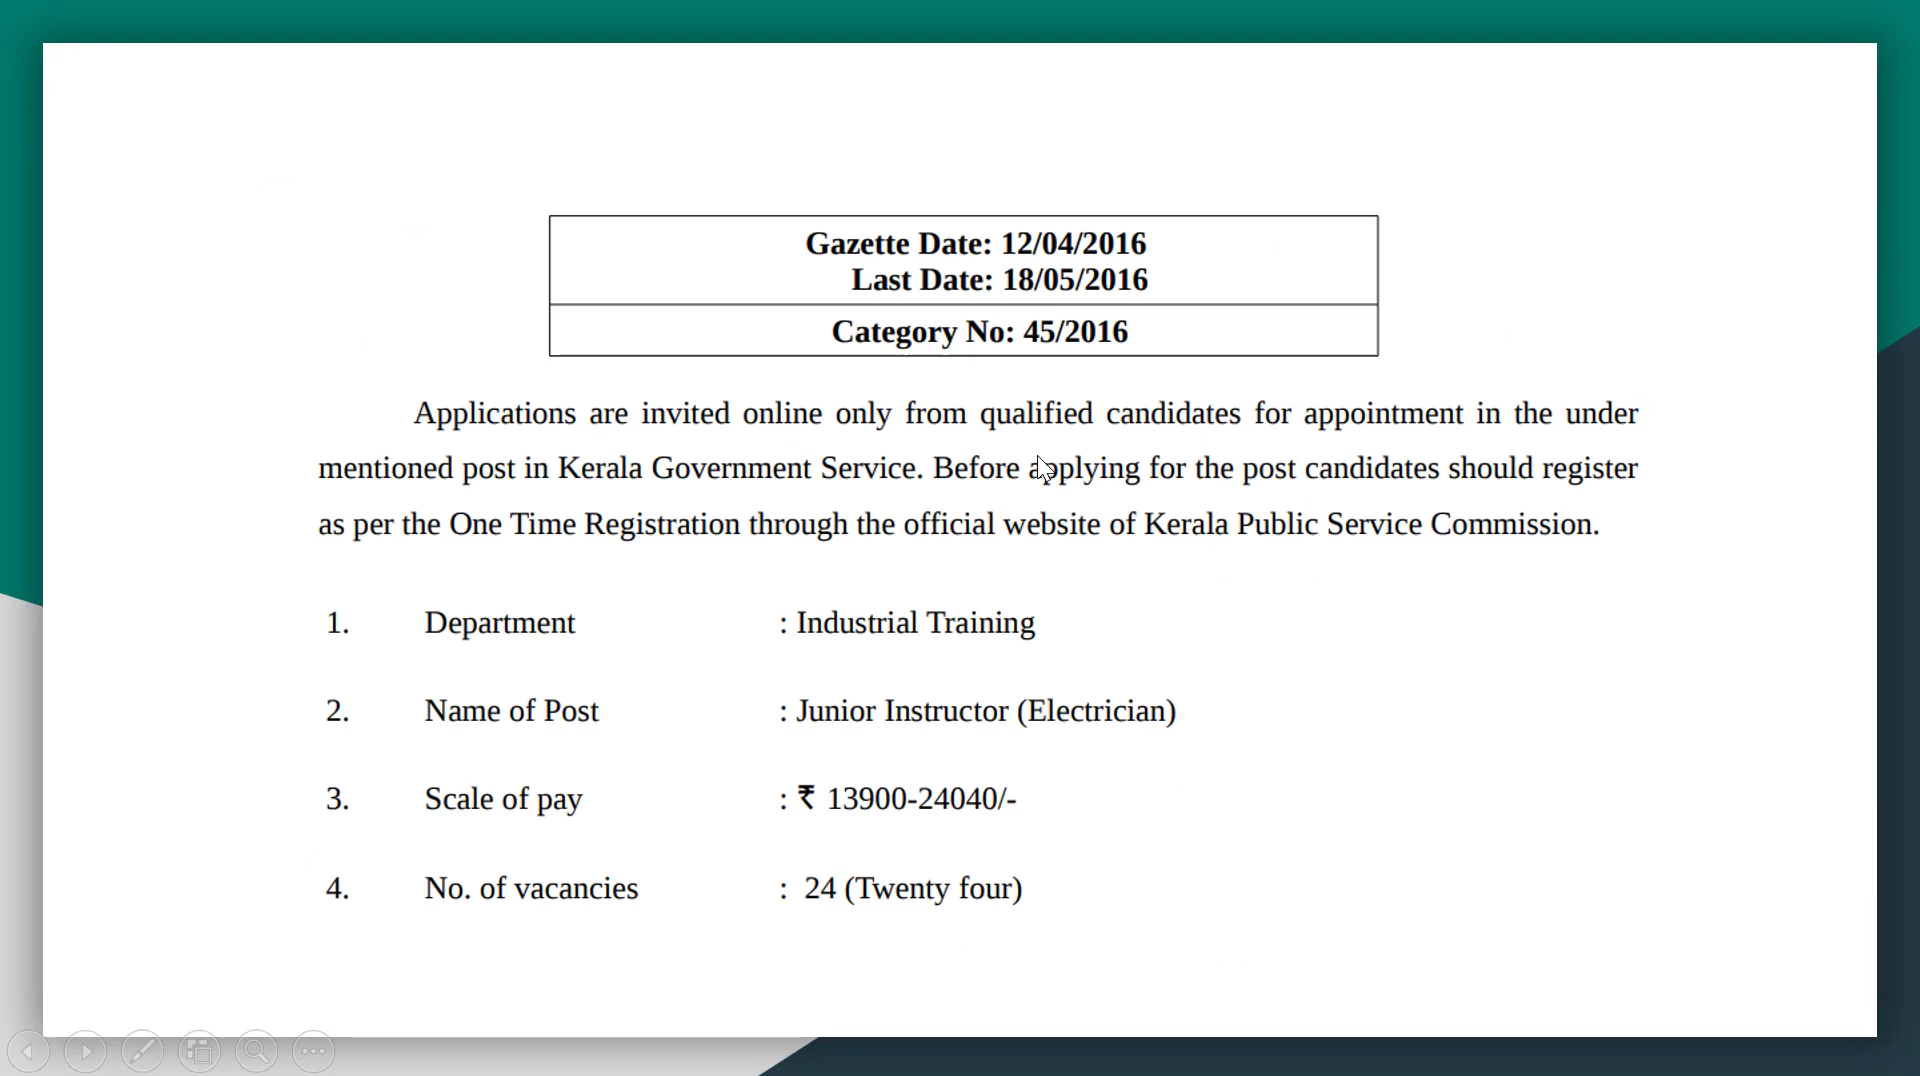 Gazette Date: 12/04/2016
Last Date: 18/05/2016
Category No: 45/2016
Applications are invited online only from qualified candidates for appointment in the under
mentioned post in Kerala Government Service. Before applying for the post candidates should register
as per the One Time Registration through the official website of Kerala Public Service Commission.
1. Department : Industrial Training
2. Name of Post : Junior Instructor (Electrician)
3. Scale of pay : ₹ 13900-24040/-
4. No. of vacancies : 24 (Twenty four)